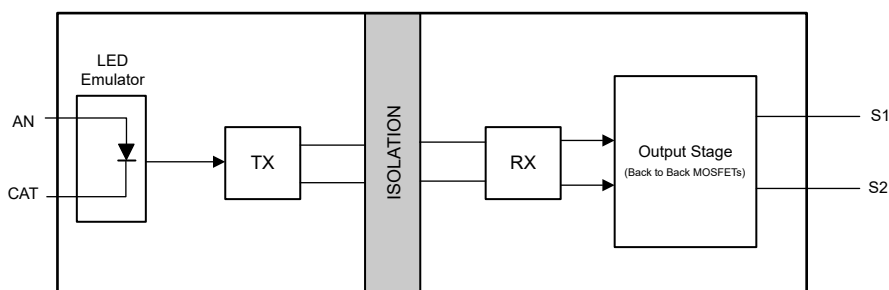 LED
Emulator
AN
CAT
TX
ISOLATION
RX
Output Stage
(Back to Back MOSFETs)
S1
S2